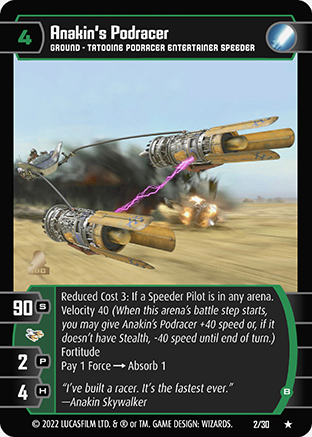 4
Anakin's Podracer
GROUND - TATOOINE PODRACER ENTERTAINER SPEEDER
90 S
2 P
4 H
Reduced Cost 3: If a Speeder Pilot is in any arena.
Velocity 40 (When this arena's battle step starts,
you may give Anakin's Podracer +40 speed or, if it
doesn't have Stealth, -40 speed until end of turn.)
Fortitude
Pay 1 Force → Absorb 1
"I've built a racer. It's the fastest ever."
—Anakin Skywalker
B
© 2022 LUCASFILM LTD. & ® or TM. GAME DESIGN: WIZARDS.
2/30 ★